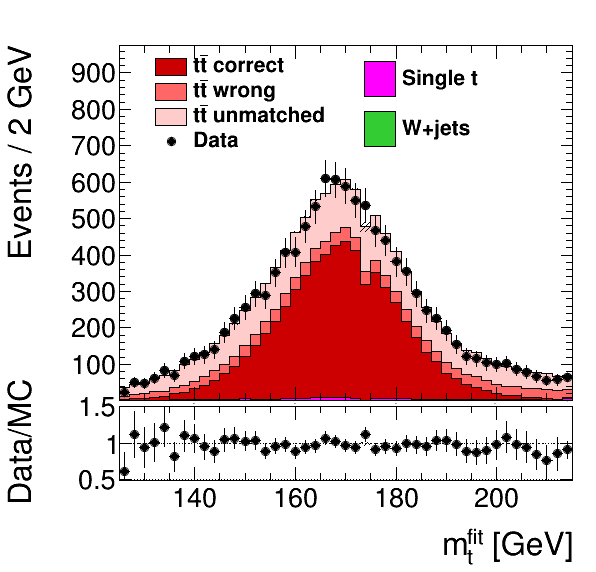 Events / 2 GeV
900
800
700
600
500
400
300
200
100
tt̄ correct
tt̄ wrong
tt̄ unmatched
Data
Single t
W+jets
Data/MC
1.5
1
0.5
140 160 180 200
m_t^fit [GeV]